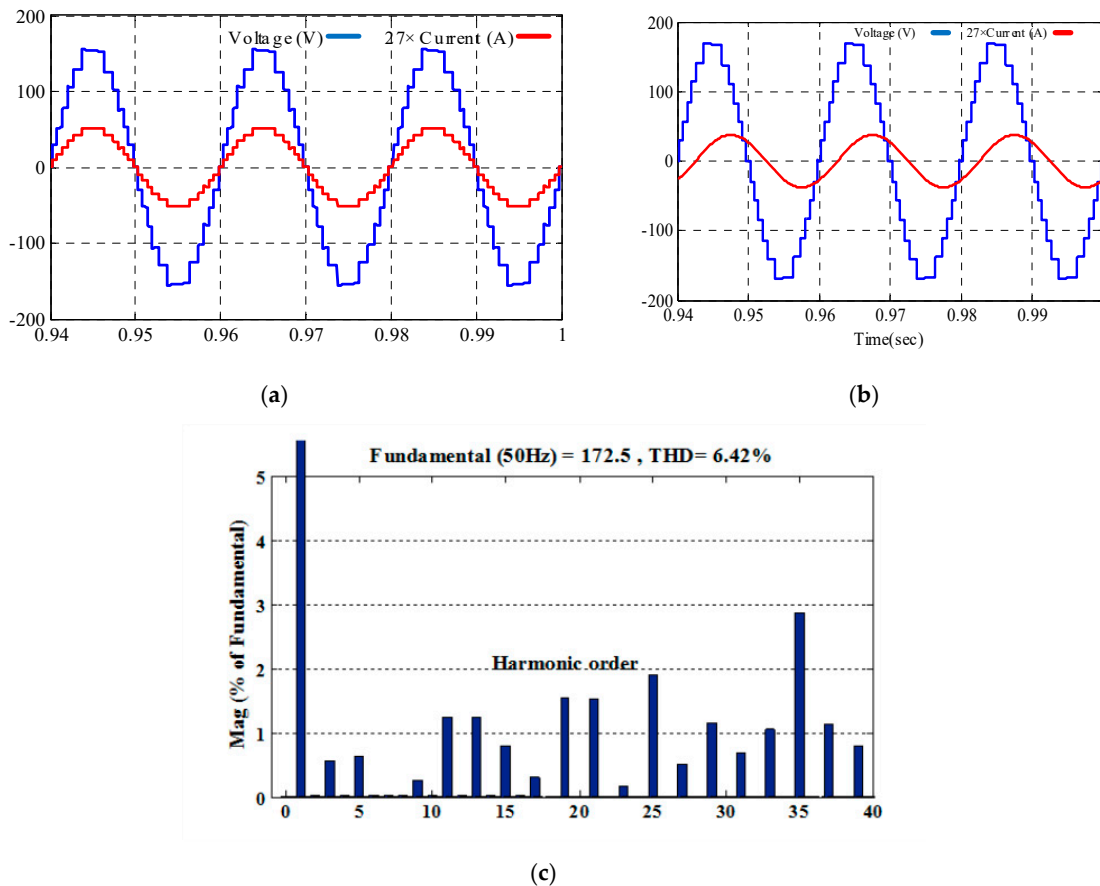 200
Voltage (V) 27× Current (A)
100
0
-100
-200
0.94 0.95 0.96 0.97 0.98 0.99 1
(a)
200
Voltage (V) 27×Current (A)
100
0
-100
-200
0.94 0.95 0.96 0.97 0.98 0.99
Time(sec)
(b)
Fundamental (50Hz) = 172.5 , THD= 6.42%
Mag (% of Fundamental)
5
4
3
2
1
0
Harmonic order
0 5 10 15 20 25 30 35 40
(c)